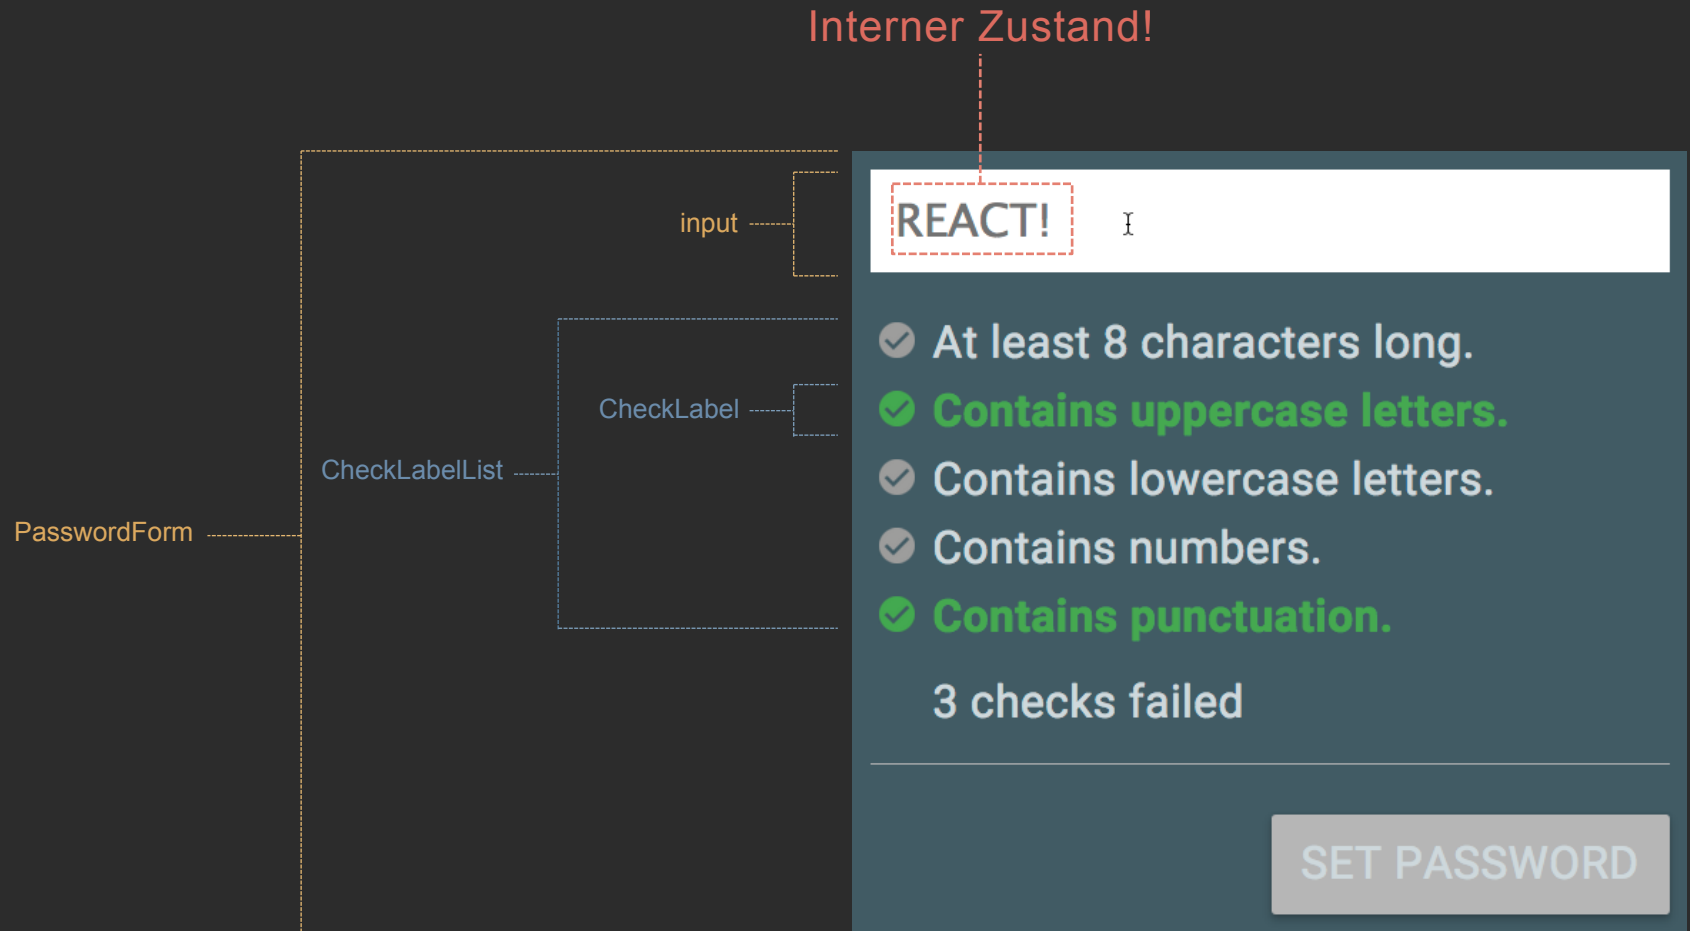 Interner Zustand!
input
REACT!
At least 8 characters long.
CheckLabel
Contains uppercase letters.
CheckLabelList
Contains lowercase letters.
PasswordForm
Contains numbers.
Contains punctuation.
3 checks failed
SET PASSWORD